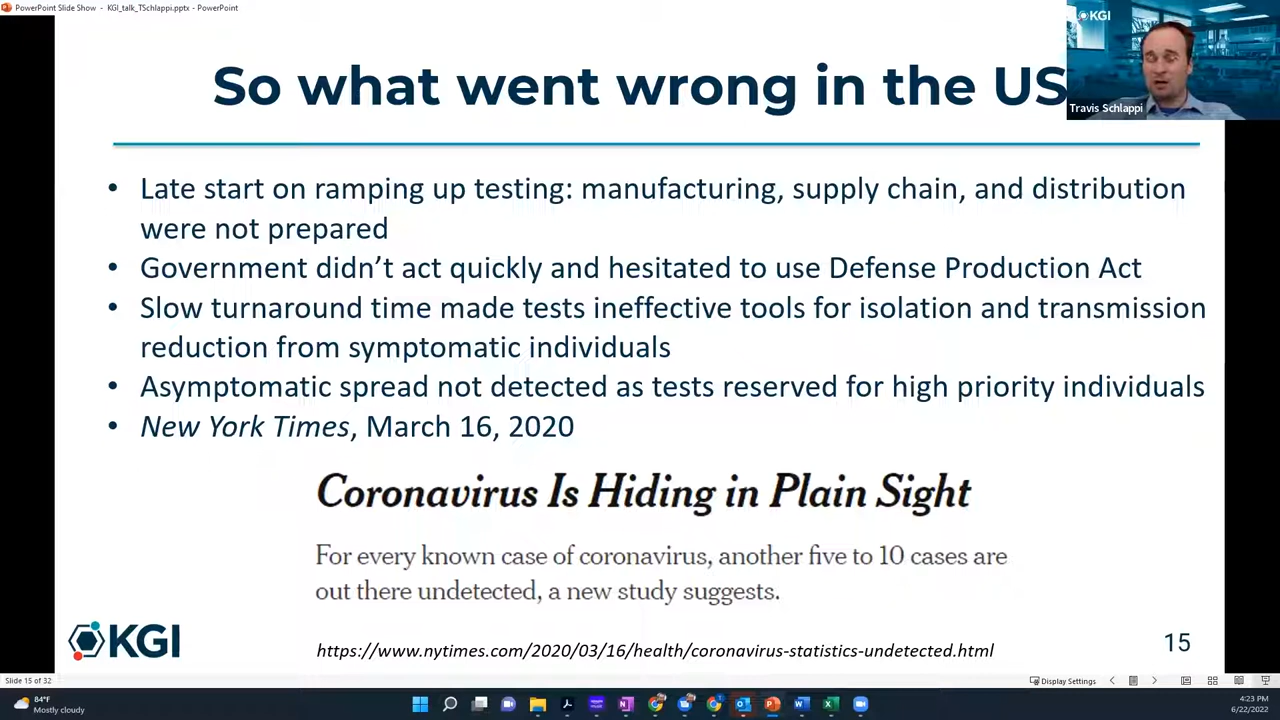 PowerPoint Slide Show - KGI_talk_TSchlappi.pptx - PowerPoint
KGI
So what went wrong in the US
Travis Schlappi
• Late start on ramping up testing: manufacturing, supply chain, and distribution
were not prepared
• Government didn’t act quickly and hesitated to use Defense Production Act
• Slow turnaround time made tests ineffective tools for isolation and transmission
reduction from symptomatic individuals
• Asymptomatic spread not detected as tests reserved for high priority individuals
• New York Times, March 16, 2020
Coronavirus Is Hiding in Plain Sight
For every known case of coronavirus, another five to 10 cases are
out there undetected, a new study suggests.
KGI
https://www.nytimes.com/2020/03/16/health/coronavirus-statistics-undetected.html
15
Slide 15 of 32
Display Settings
84°F
Mostly cloudy
4:23 PM
6/22/2022